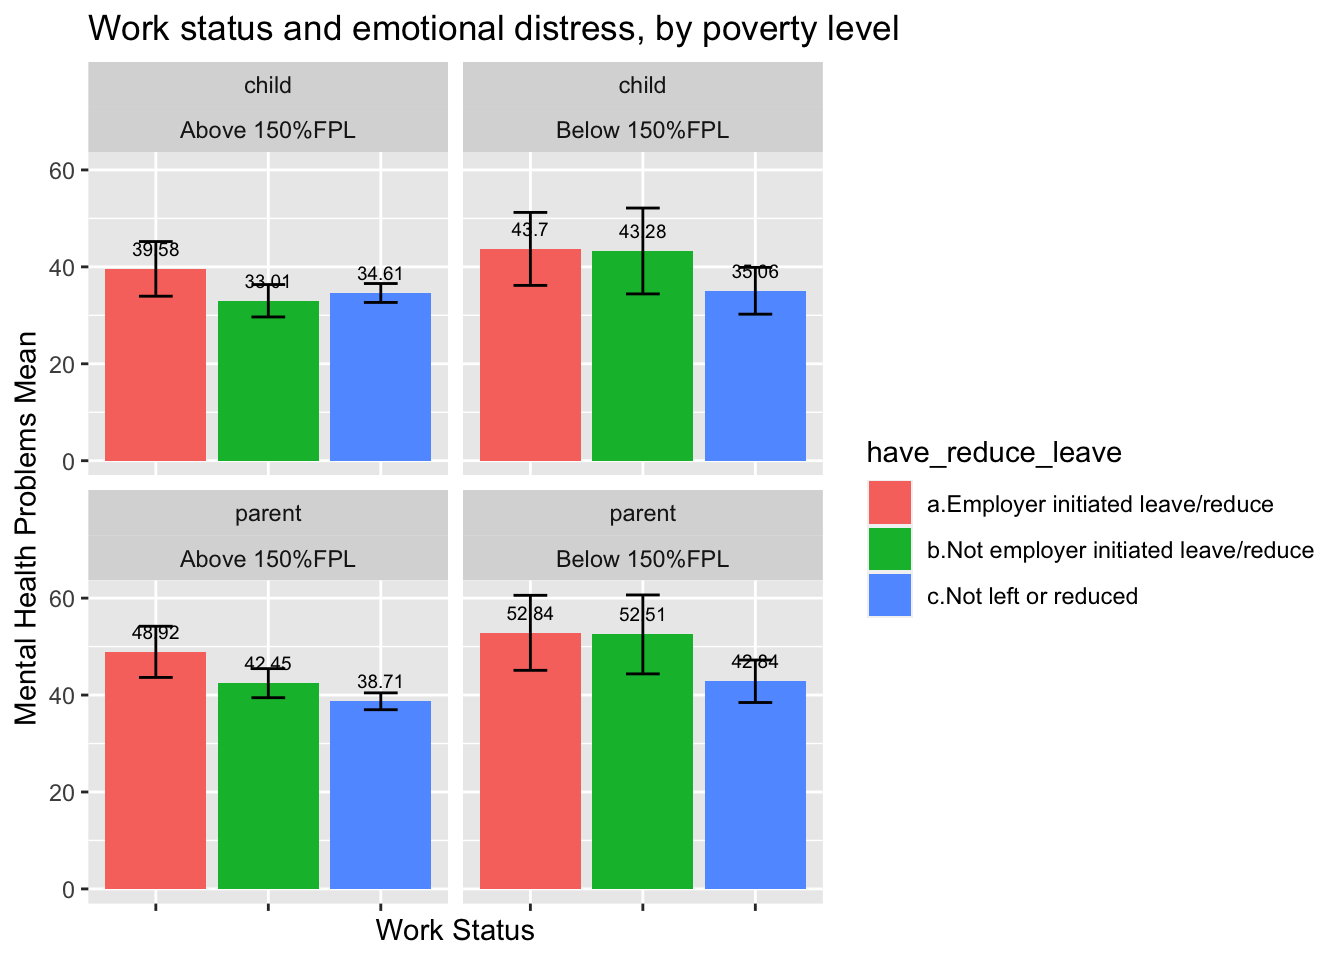 Work status and emotional distress, by poverty level
child
Above 150%FPL
child
Below 150%FPL
60
40
20
0
39.58
33.01
34.61
43.7
43.28
35.06
Mental Health Problems Mean
parent
Above 150%FPL
parent
Below 150%FPL
60
40
20
0
48.92
42.45
38.71
52.84
52.51
42.84
Work Status
have_reduce_leave
a.Employer initiated leave/reduce
b.Not employer initiated leave/reduce
c.Not left or reduced